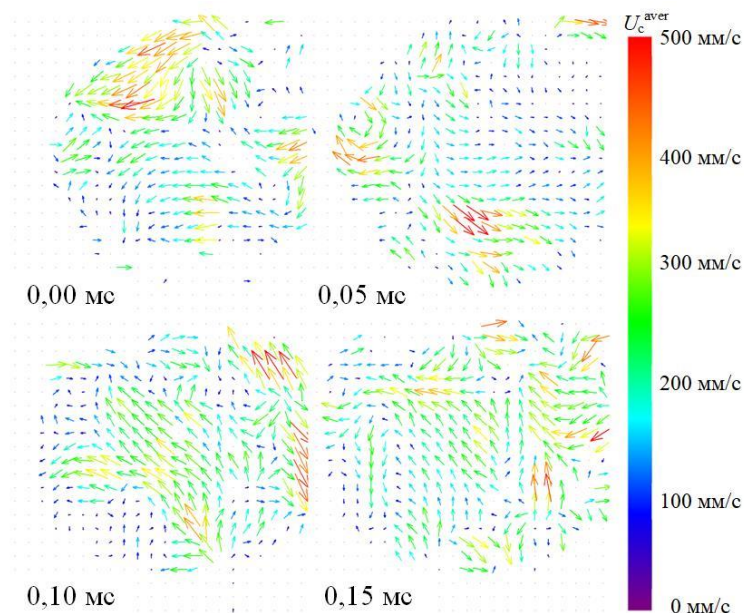 U_c^aver
500 мм/с
400 мм/с
300 мм/с
200 мм/с
100 мм/с
0 мм/с
0,00 мс
0,05 мс
0,10 мс
0,15 мс